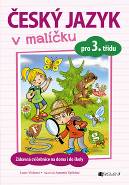 ČESKÝ JAZYK
v malíčku
pro 3. třídu
Zábavná cvičebnice na doma i do školy